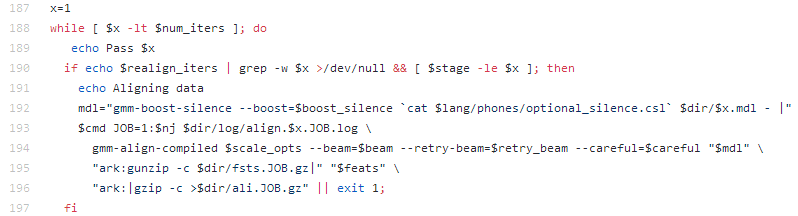 187 x=1
188 while [ $x -lt $num_iters ]; do
189 echo Pass $x
190 if echo $realign_iters | grep -w $x >/dev/null && [ $stage -le $x ]; then
191 echo Aligning data
192 mdl="gmm-boost-silence --boost=$boost_silence `cat $lang/phones/optional_silence.csl` $dir/$x.mdl - |"
193 $cmd JOB=1:$nj $dir/log/align.$x.JOB.log \
194 gmm-align-compiled $scale_opts --beam=$beam --retry-beam=$retry_beam --careful=$careful "$mdl" \
195 "ark:gunzip -c $dir/fsts.JOB.gz|" "$feats" \
196 "ark:|gzip -c >$dir/ali.JOB.gz" || exit 1;
197 fi